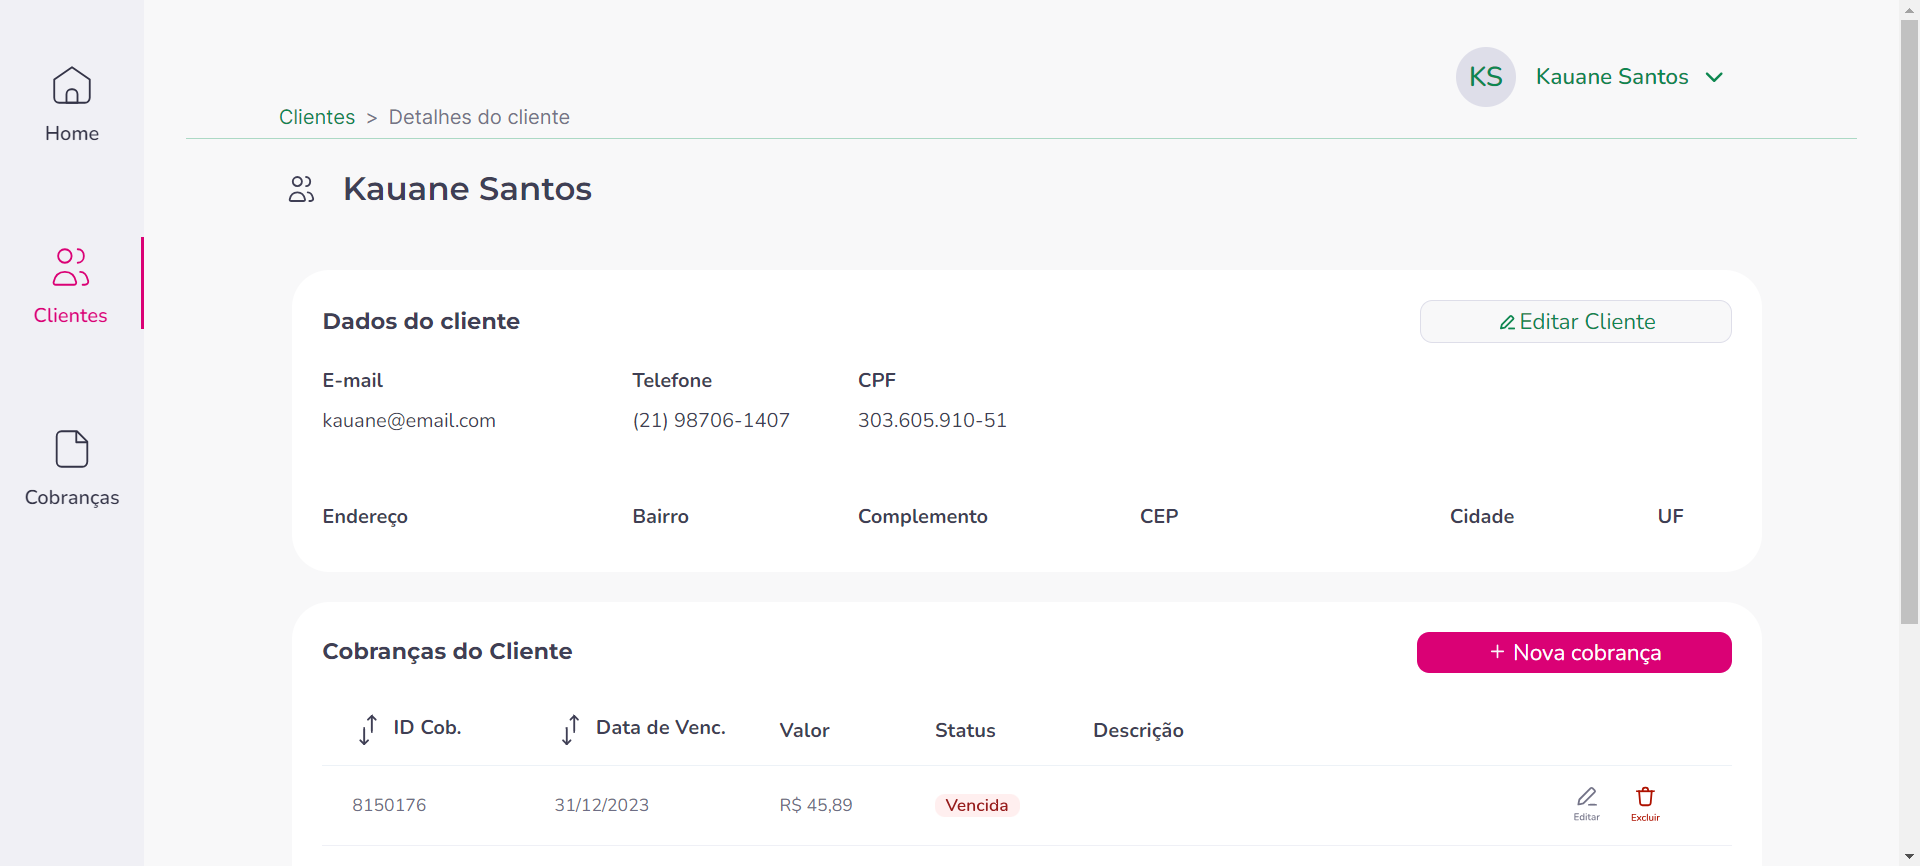 KS Kauane Santos
Clientes > Detalhes do cliente
Home
Kauane Santos
Clientes
Dados do cliente
Editar Cliente
E-mail Telefone CPF
kauane@email.com (21) 98706-1407 303.605.910-51
Cobranças
Endereço Bairro Complemento CEP Cidade UF
Cobranças do Cliente
+ Nova cobrança
ID Cob. Data de Venc. Valor Status Descrição
8150176 31/12/2023 R$ 45,89 Vencida
Editar Excluir